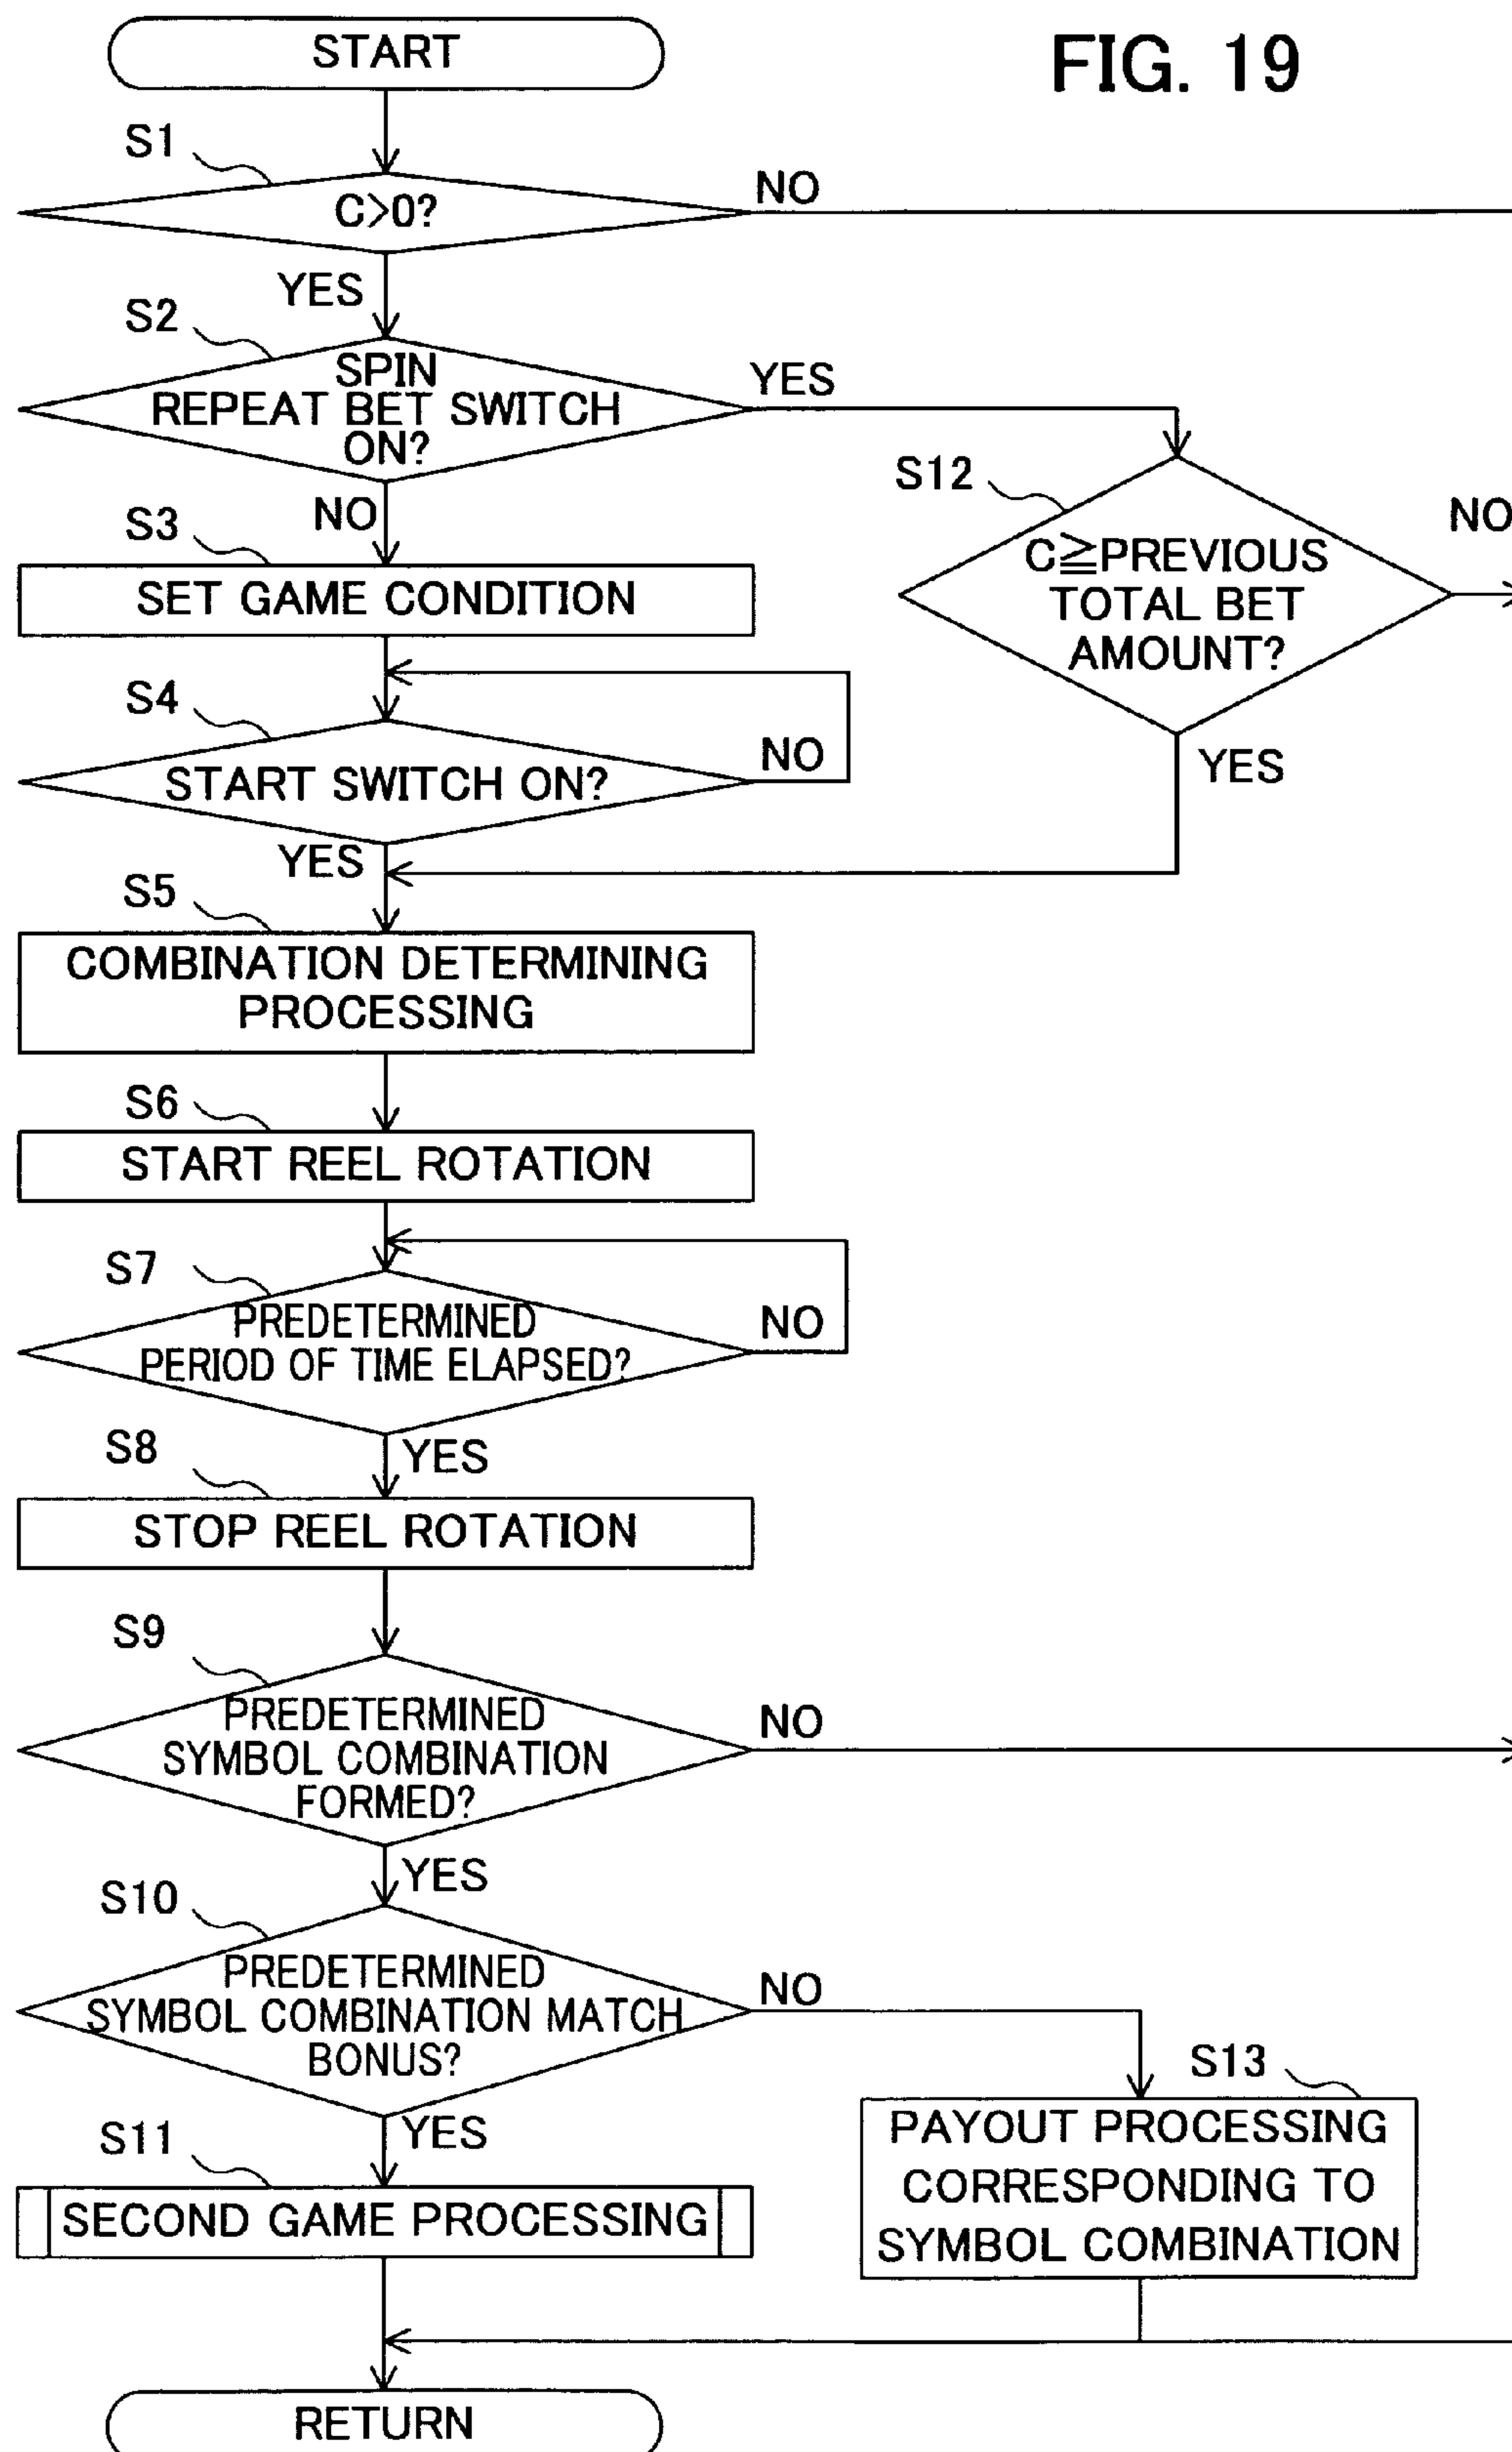 FIG. 19
START
S1
C>0?
NO
YES
S2
SPIN
REPEAT BET SWITCH
ON?
YES
NO
S12
C≧PREVIOUS
TOTAL BET
AMOUNT?
NO
YES
S3
SET GAME CONDITION
S4
START SWITCH ON?
NO
YES
S5
COMBINATION DETERMINING
PROCESSING
S6
START REEL ROTATION
S7
PREDETERMINED
PERIOD OF TIME ELAPSED?
NO
YES
S8
STOP REEL ROTATION
S9
PREDETERMINED
SYMBOL COMBINATION
FORMED?
NO
YES
S10
PREDETERMINED
SYMBOL COMBINATION MATCH
BONUS?
NO
YES
S13
PAYOUT PROCESSING
CORRESPONDING TO
SYMBOL COMBINATION
S11
SECOND GAME PROCESSING
RETURN